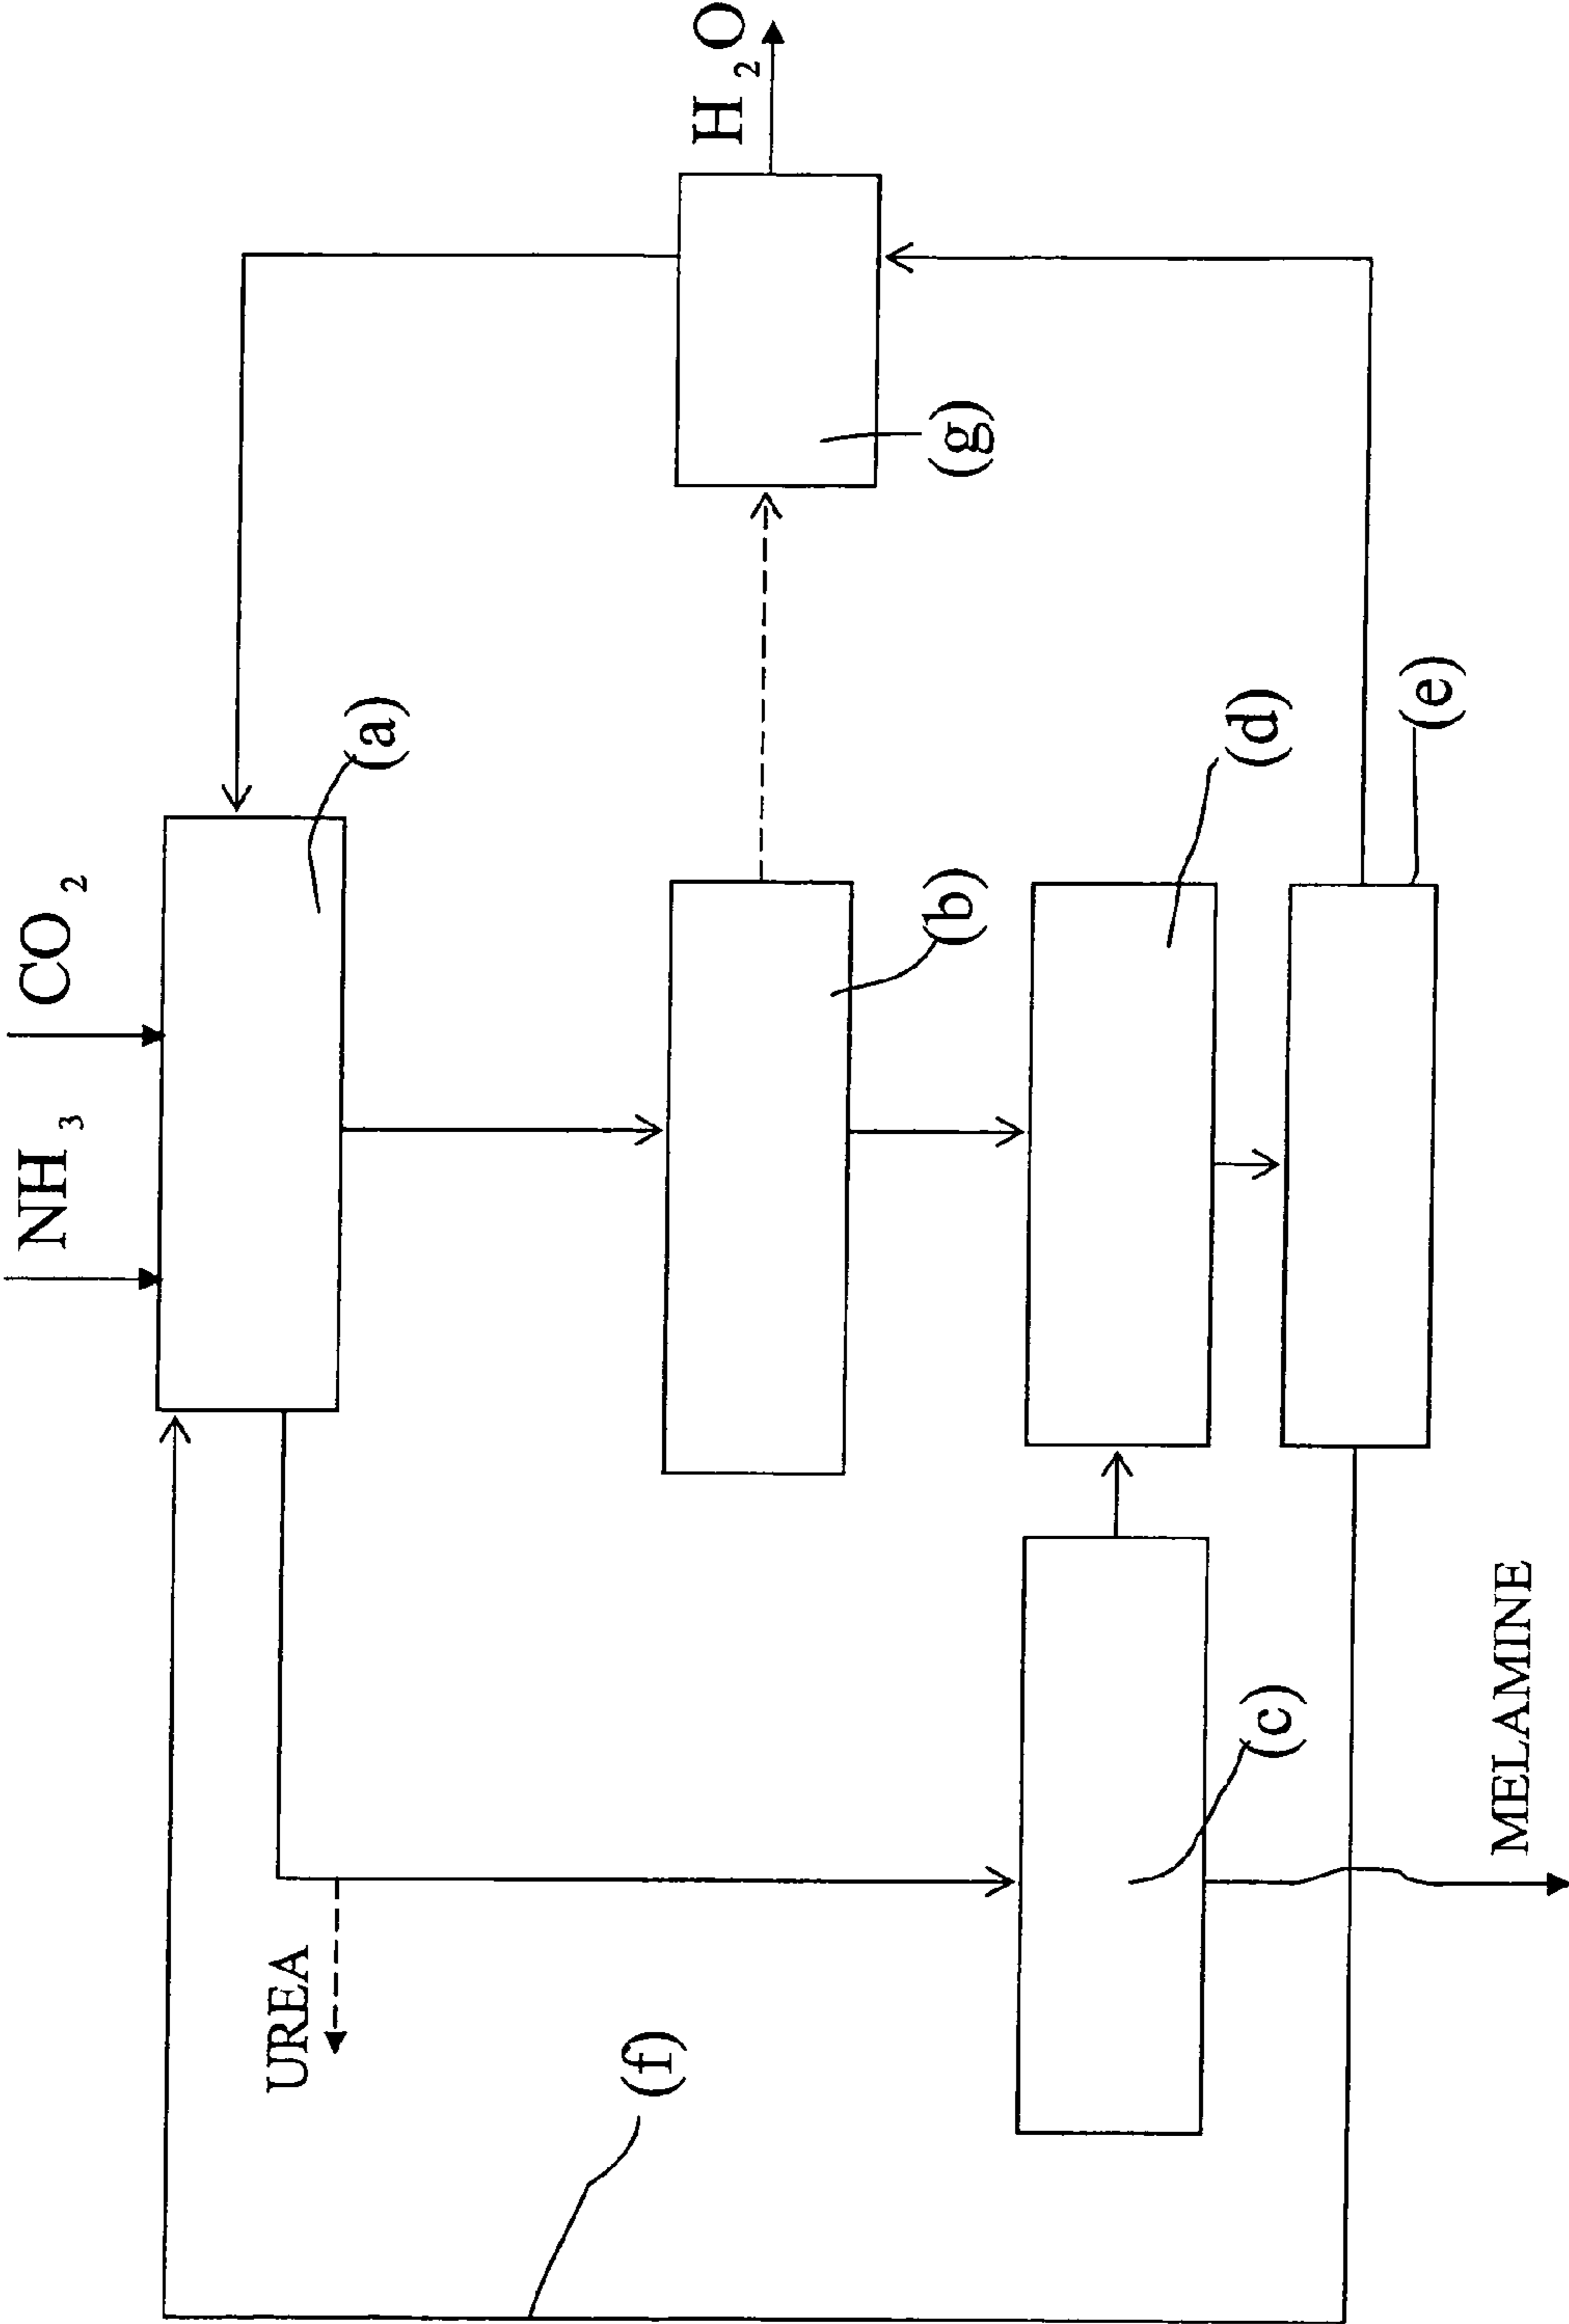 NH3
CO2
(a)
H2O
(g)
(b)
(d)
(e)
UREA
(f)
(c)
MELAMINE